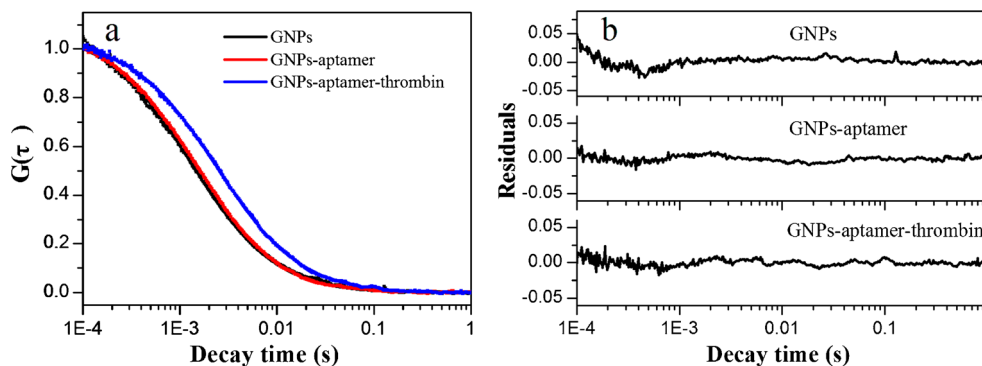 a
GNPs
GNPs-aptamer
GNPs-aptamer-thrombin
G(τ )
1.0
0.8
0.6
0.4
0.2
0.0
1E-4
1E-3
0.01
0.1
1
Decay time (s)
b
GNPs
0.05
0.00
-0.05
GNPs-aptamer
0.05
0.00
-0.05
GNPs-aptamer-thrombin
0.05
0.00
-0.05
Residuals
1E-4
1E-3
0.01
0.1
Decay time (s)